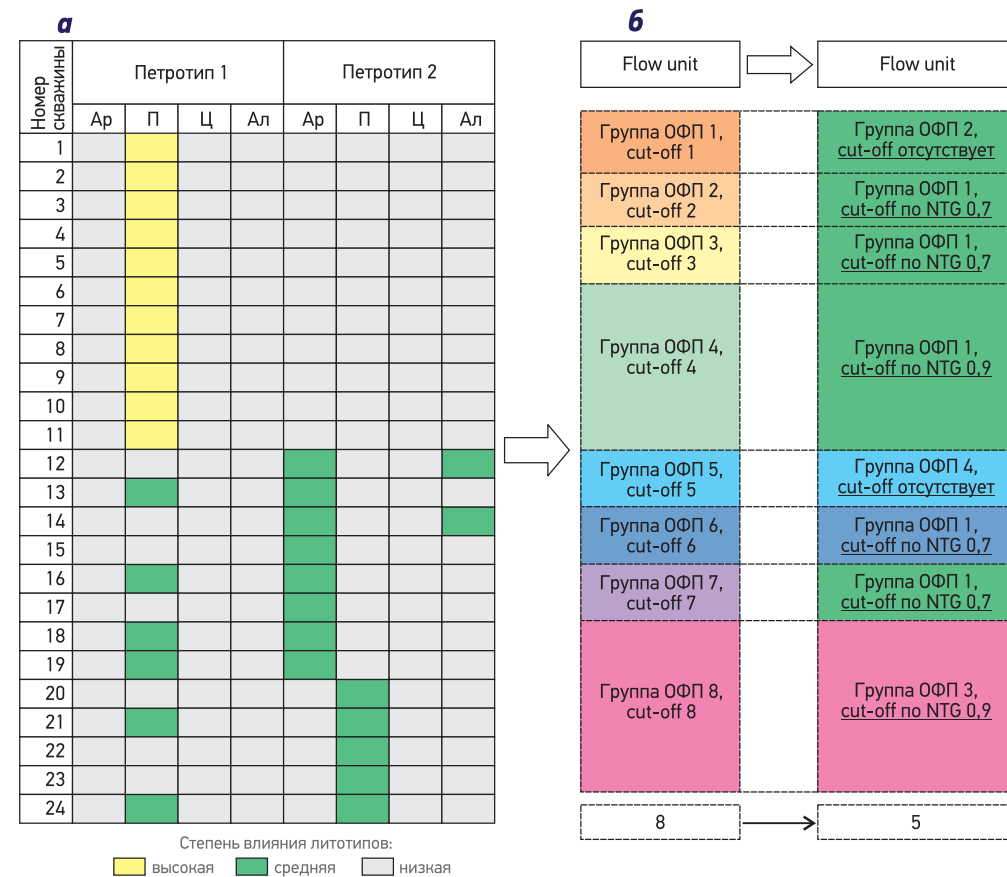 а
Номер
скважины
Петротип 1
Петротип 2
Ар П Ц Ал Ар П Ц Ал
1
2
3
4
5
6
7
8
9
10
11
12
13
14
15
16
17
18
19
20
21
22
23
24
Степень влияния литотипов:
высокая средняя низкая
б
Flow unit
Flow unit
Группа ОФП 1,
cut-off 1
Группа ОФП 2,
cut-off отсутствует
Группа ОФП 2,
cut-off 2
Группа ОФП 1,
cut-off по NTG 0,7
Группа ОФП 3,
cut-off 3
Группа ОФП 1,
cut-off по NTG 0,7
Группа ОФП 4,
cut-off 4
Группа ОФП 1,
cut-off по NTG 0,9
Группа ОФП 5,
cut-off 5
Группа ОФП 4,
cut-off отсутствует
Группа ОФП 6,
cut-off 6
Группа ОФП 1,
cut-off по NTG 0,7
Группа ОФП 7,
cut-off 7
Группа ОФП 1,
cut-off по NTG 0,7
Группа ОФП 8,
cut-off 8
Группа ОФП 3,
cut-off по NTG 0,9
8
5